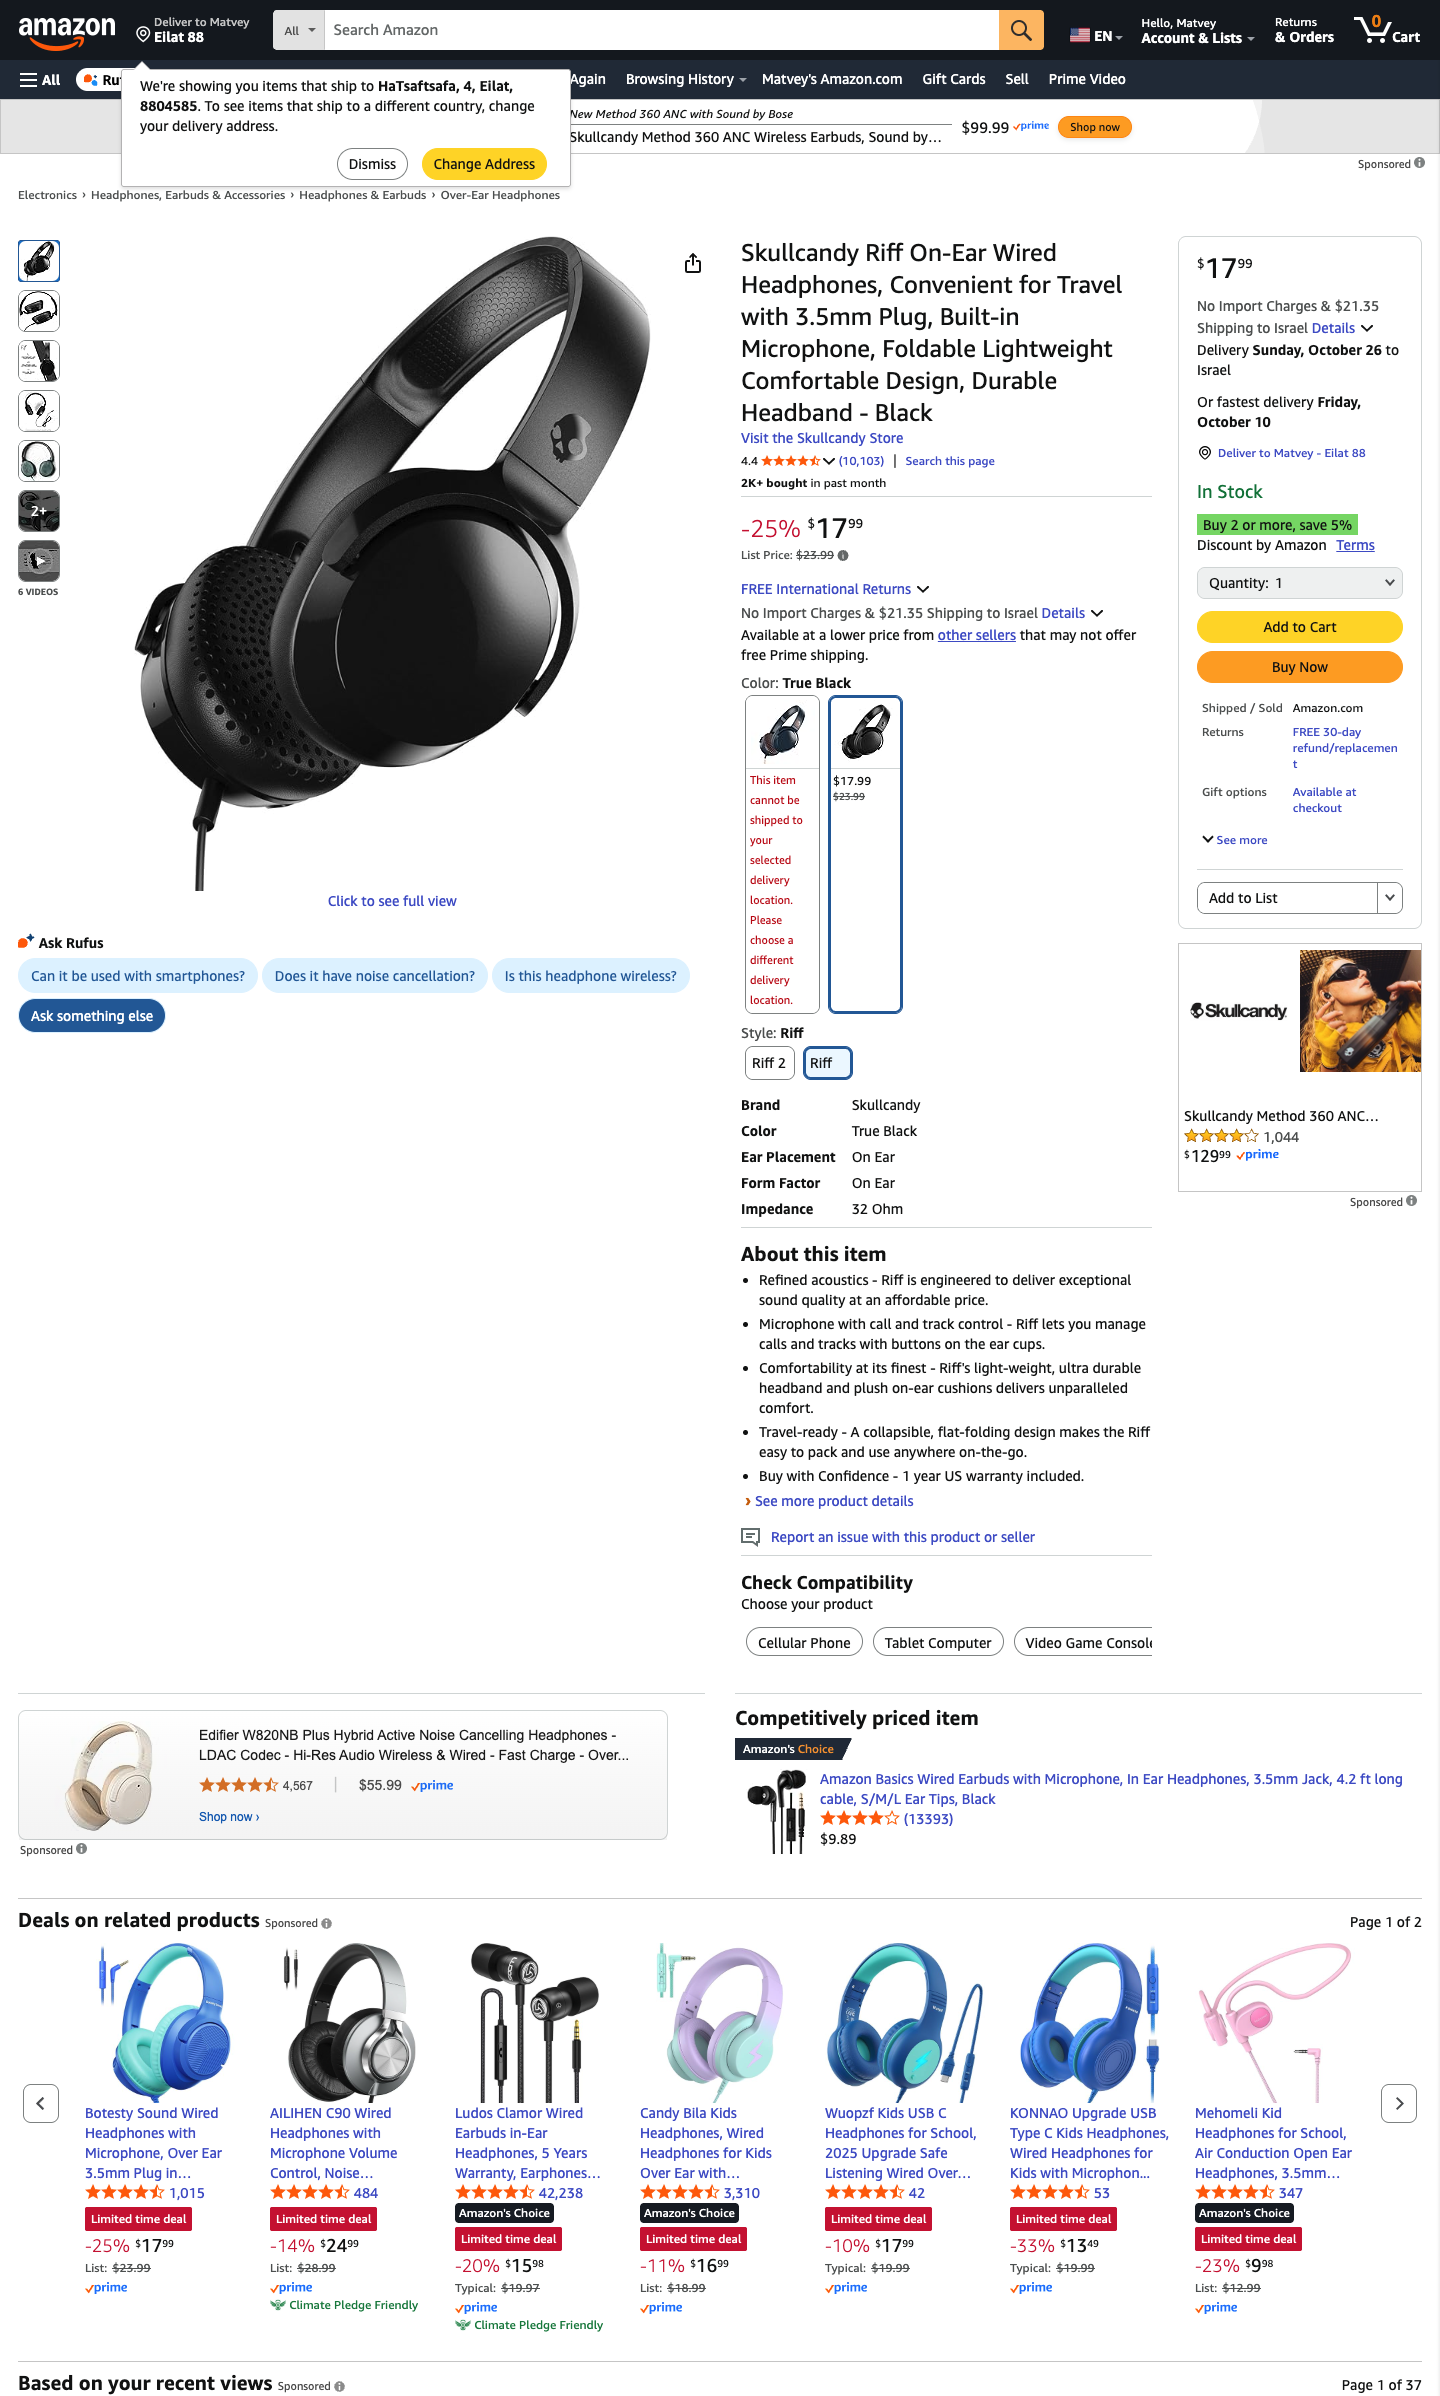 amazon
Deliver to Matvey
Eilat 88
All
Search Amazon
EN
Hello, Matvey
Account & Lists
Returns
& Orders
0
Cart
All
Ru
Again
Browsing History
Matvey's Amazon.com
Gift Cards
Sell
Prime Video
We're showing you items that ship to HaTsaftsafa, 4, Eilat,
8804585. To see items that ship to a different country, change
your delivery address.
Dismiss
Change Address
New Method 360 ANC with Sound by Bose
Skullcandy Method 360 ANC Wireless Earbuds, Sound by…
$99.99 prime
Shop now
Sponsored
Electronics › Headphones, Earbuds & Accessories › Headphones & Earbuds › Over-Ear Headphones
2+
6 VIDEOS
Click to see full view
Ask Rufus
Can it be used with smartphones?
Does it have noise cancellation?
Is this headphone wireless?
Ask something else
Skullcandy Riff On-Ear Wired
Headphones, Convenient for Travel
with 3.5mm Plug, Built-in
Microphone, Foldable Lightweight
Comfortable Design, Durable
Headband - Black
Visit the Skullcandy Store
4.4 (10,103) | Search this page
2K+ bought in past month
-25% $17 99
List Price: $23.99
FREE International Returns
No Import Charges & $21.35 Shipping to Israel Details
Available at a lower price from other sellers that may not offer
free Prime shipping.
Color: True Black
This item
cannot be
shipped to
your
selected
delivery
location.
Please
choose a
different
delivery
location.
$17.99
$23.99
Style: Riff
Riff 2
Riff
Brand Skullcandy
Color True Black
Ear Placement On Ear
Form Factor On Ear
Impedance 32 Ohm
About this item
• Refined acoustics - Riff is engineered to deliver exceptional
sound quality at an affordable price.
• Microphone with call and track control - Riff lets you manage
calls and tracks with buttons on the ear cups.
• Comfortability at its finest - Riff's light-weight, ultra durable
headband and plush on-ear cushions delivers unparalleled
comfort.
• Travel-ready - A collapsible, flat-folding design makes the Riff
easy to pack and use anywhere on-the-go.
• Buy with Confidence - 1 year US warranty included.
› See more product details
Report an issue with this product or seller
Check Compatibility
Choose your product
Cellular Phone
Tablet Computer
Video Game Console
$17 99
No Import Charges & $21.35
Shipping to Israel Details
Delivery Sunday, October 26 to
Israel
Or fastest delivery Friday,
October 10
Deliver to Matvey - Eilat 88
In Stock
Buy 2 or more, save 5%
Discount by Amazon Terms
Quantity: 1
Add to Cart
Buy Now
Shipped / Sold Amazon.com
Returns FREE 30-day
refund/replacemen
t
Gift options Available at
checkout
See more
Add to List
Skullcandy
Skullcandy Method 360 ANC…
1,044
$129 99 prime
Sponsored
Edifier W820NB Plus Hybrid Active Noise Cancelling Headphones -
LDAC Codec - Hi-Res Audio Wireless & Wired - Fast Charge - Over...
4,567 | $55.99 prime
Shop now ›
Sponsored
Competitively priced item
Amazon's Choice
Amazon Basics Wired Earbuds with Microphone, In Ear Headphones, 3.5mm Jack, 4.2 ft long
cable, S/M/L Ear Tips, Black
(13393)
$9.89
Deals on related products Sponsored
Page 1 of 2
Botesty Sound Wired
Headphones with
Microphone, Over Ear
3.5mm Plug in…
1,015
Limited time deal
-25% $17 99
List: $23.99
prime
AILIHEN C90 Wired
Headphones with
Microphone Volume
Control, Noise…
484
Limited time deal
-14% $24 99
List: $28.99
prime
Climate Pledge Friendly
Ludos Clamor Wired
Earbuds in-Ear
Headphones, 5 Years
Warranty, Earphones…
42,238
Amazon's Choice
Limited time deal
-20% $15 98
Typical: $19.97
prime
Climate Pledge Friendly
Candy Bila Kids
Headphones, Wired
Headphones for Kids
Over Ear with…
3,310
Amazon's Choice
Limited time deal
-11% $16 99
List: $18.99
prime
Wuopzf Kids USB C
Headphones for School,
2025 Upgrade Safe
Listening Wired Over…
42
Limited time deal
-10% $17 99
Typical: $19.99
prime
KONNAO Upgrade USB
Type C Kids Headphones,
Wired Headphones for
Kids with Microphon...
53
Limited time deal
-33% $13 49
Typical: $19.99
prime
Mehomeli Kid
Headphones for School,
Air Conduction Open Ear
Headphones, 3.5mm…
347
Amazon's Choice
Limited time deal
-23% $9 98
List: $12.99
prime
Based on your recent views Sponsored
Page 1 of 37